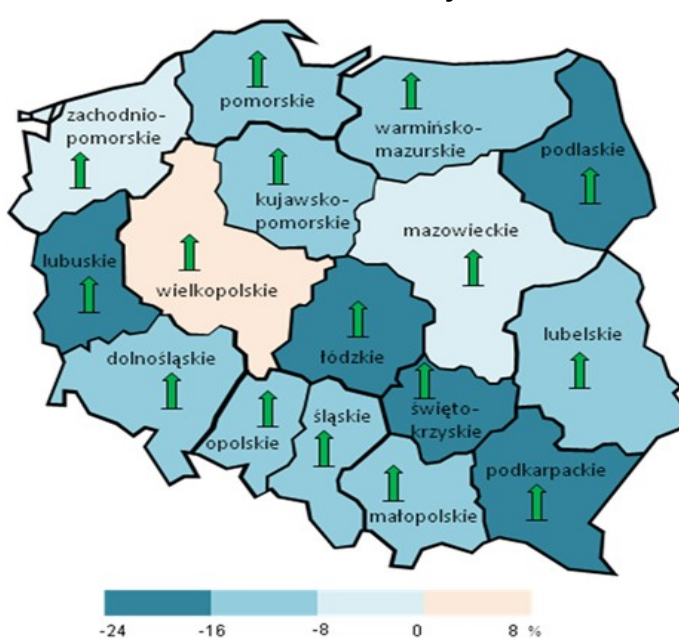 pomorskie
zachodnio-
pomorskie
warmińsko-
mazurskie
podlaskie
kujawsko-
pomorskie
mazowieckie
lubuskie
wielkopolskie
lubelskie
dolnośląskie
łódzkie
święto-
krzyskie
śląskie
opolskie
podkarpackie
małopolskie
-24 -16 -8 0 8 %